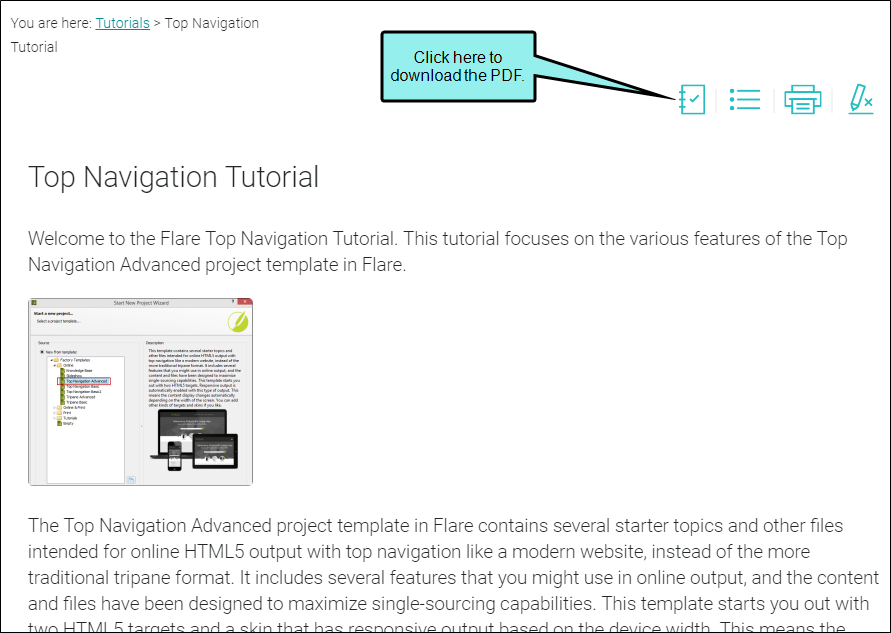 You are here: Tutorials > Top Navigation
Tutorial
Click here to
download the PDF.
Top Navigation Tutorial
Welcome to the Flare Top Navigation Tutorial. This tutorial focuses on the various features of the Top
Navigation Advanced project template in Flare.
Start New Project Wizard
Start a new project...
Select a project template...
Source
Description
New from template:
Factory Templates
Online
Knowledge Base
Slideshow
Top Navigation Advanced
Top Navigation Basic
Top Navigation Basic2
Tripane Advanced
Tripane Basic
Online & Print
Print
Tutorials
Empty
This template contains several starter topics and
other files intended for online HTML5 output with
top navigation like a modern website, instead of the
more traditional tripane format. It includes several
features that you might use in online output, and the
content and files have been designed to maximize
single-sourcing capabilities. This template starts you
out with two HTML5 targets. Responsive output is
automatically enabled with this type of output. This
means the content display changes automatically
depending on the width of the screen. You can add
other kinds of targets and skins if you like.
The Top Navigation Advanced project template in Flare contains several starter topics and other files
intended for online HTML5 output with top navigation like a modern website, instead of the more
traditional tripane format. It includes several features that you might use in online output, and the content
and files have been designed to maximize single-sourcing capabilities. This template starts you out with
two HTML5 targets and a skin that has responsive output based on the device width. This means the